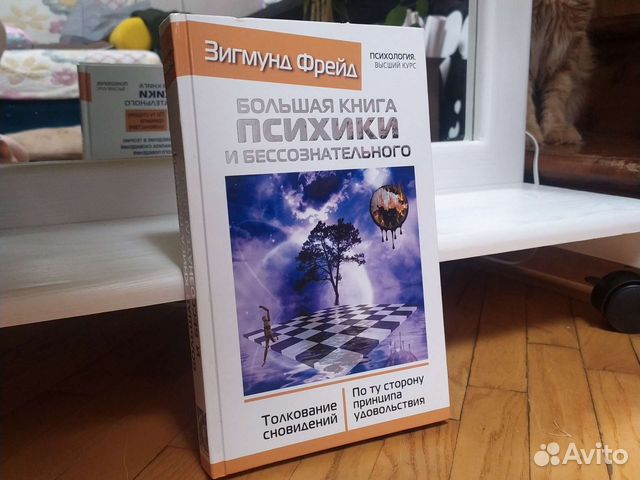 Зигмунд Фрейд
ПСИХОЛОГИЯ.
ВЫСШИЙ КУРС
БОЛЬШАЯ КНИГА
ПСИХИКИ
И БЕССОЗНАТЕЛЬНОГО
Толкование
сновидений
По ту сторону
принципа
удовольствия
Avito